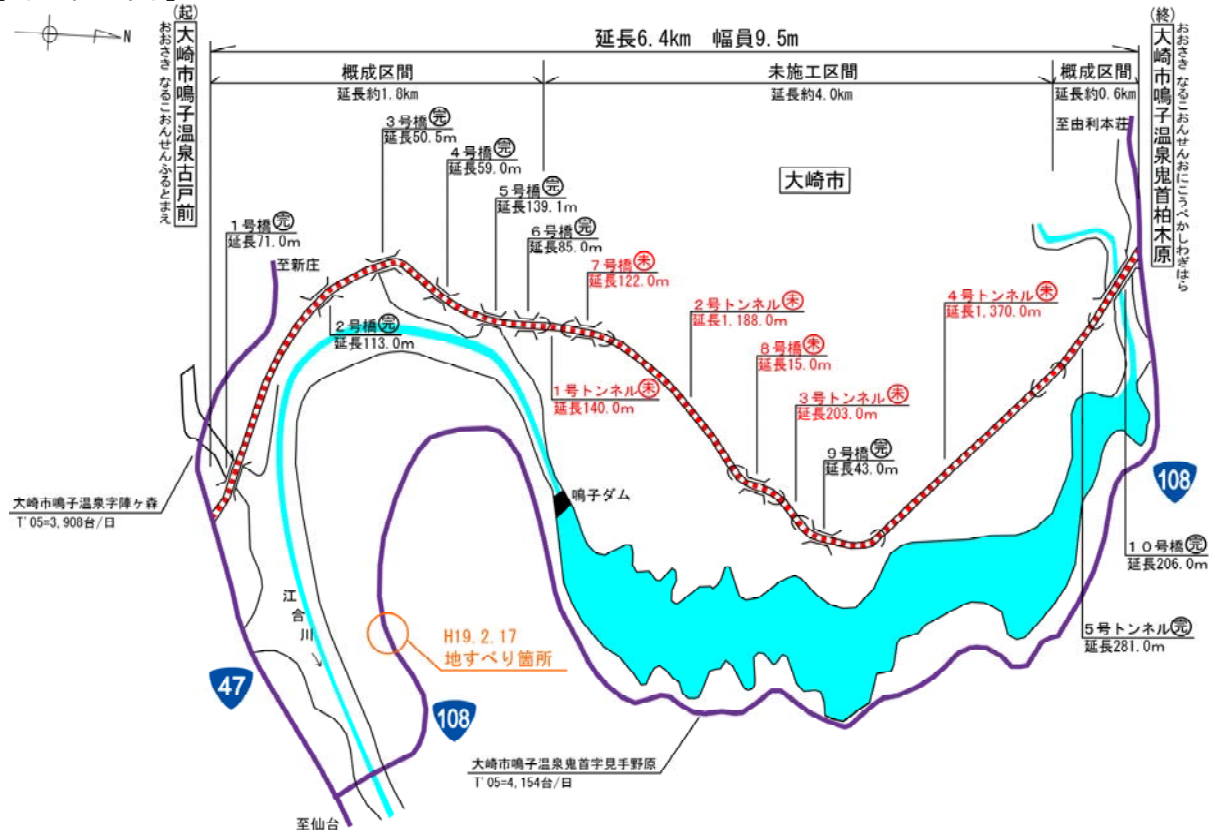 N
(起)
大崎市鳴子温泉古戸前
おおさき なるこおんせんふるとまえ
延長6.4km 幅員9.5m
(終)
大崎市鳴子温泉鬼首柏木原
おおさき なるこおんせんおにこうべかしわぎはら
概成区間
延長約1.8km
未施工区間
延長約4.0km
概成区間
延長約0.6km
至由利本荘
大崎市
3号橋 完
延長50.5m
4号橋 完
延長59.0m
5号橋 完
延長139.1m
6号橋 完
延長85.0m
1号橋 完
延長71.0m
至新庄
7号橋 未
延長122.0m
2号トンネル 未
延長1.188.0m
4号トンネル 未
延長1,370.0m
2号橋 完
延長113.0m
8号橋 未
延長15.0m
1号トンネル 未
延長140.0m
3号トンネル 未
延長203.0m
9号橋 完
延長43.0m
鳴子ダム
108
大崎市鳴子温泉字陣ヶ森
T'05=3,908台/日
10号橋 完
延長206.0m
江合川
H19.2.17
地すべり箇所
5号トンネル 完
延長281.0m
47
108
大崎市鳴子温泉鬼首字見手野原
T'05=4,154台/日
至仙台